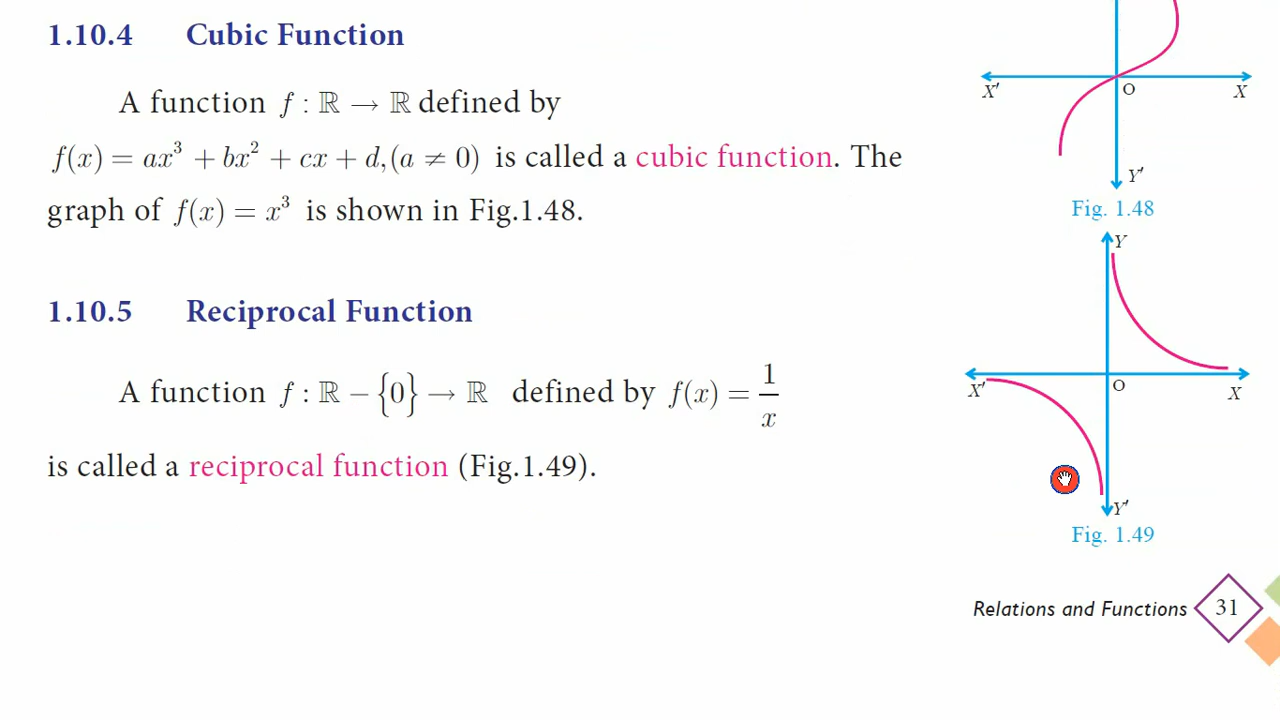 1.10.4 Cubic Function
A function f : ℝ → ℝ defined by
f(x) = ax³ + bx² + cx + d, (a ≠ 0) is called a cubic function. The
graph of f(x) = x³ is shown in Fig.1.48.
X′ O X
Y′
Fig. 1.48
1.10.5 Reciprocal Function
A function f : ℝ − {0} → ℝ defined by f(x) = 1/x
is called a reciprocal function (Fig.1.49).
Y
X′ O X
Y′
Fig. 1.49
Relations and Functions 31